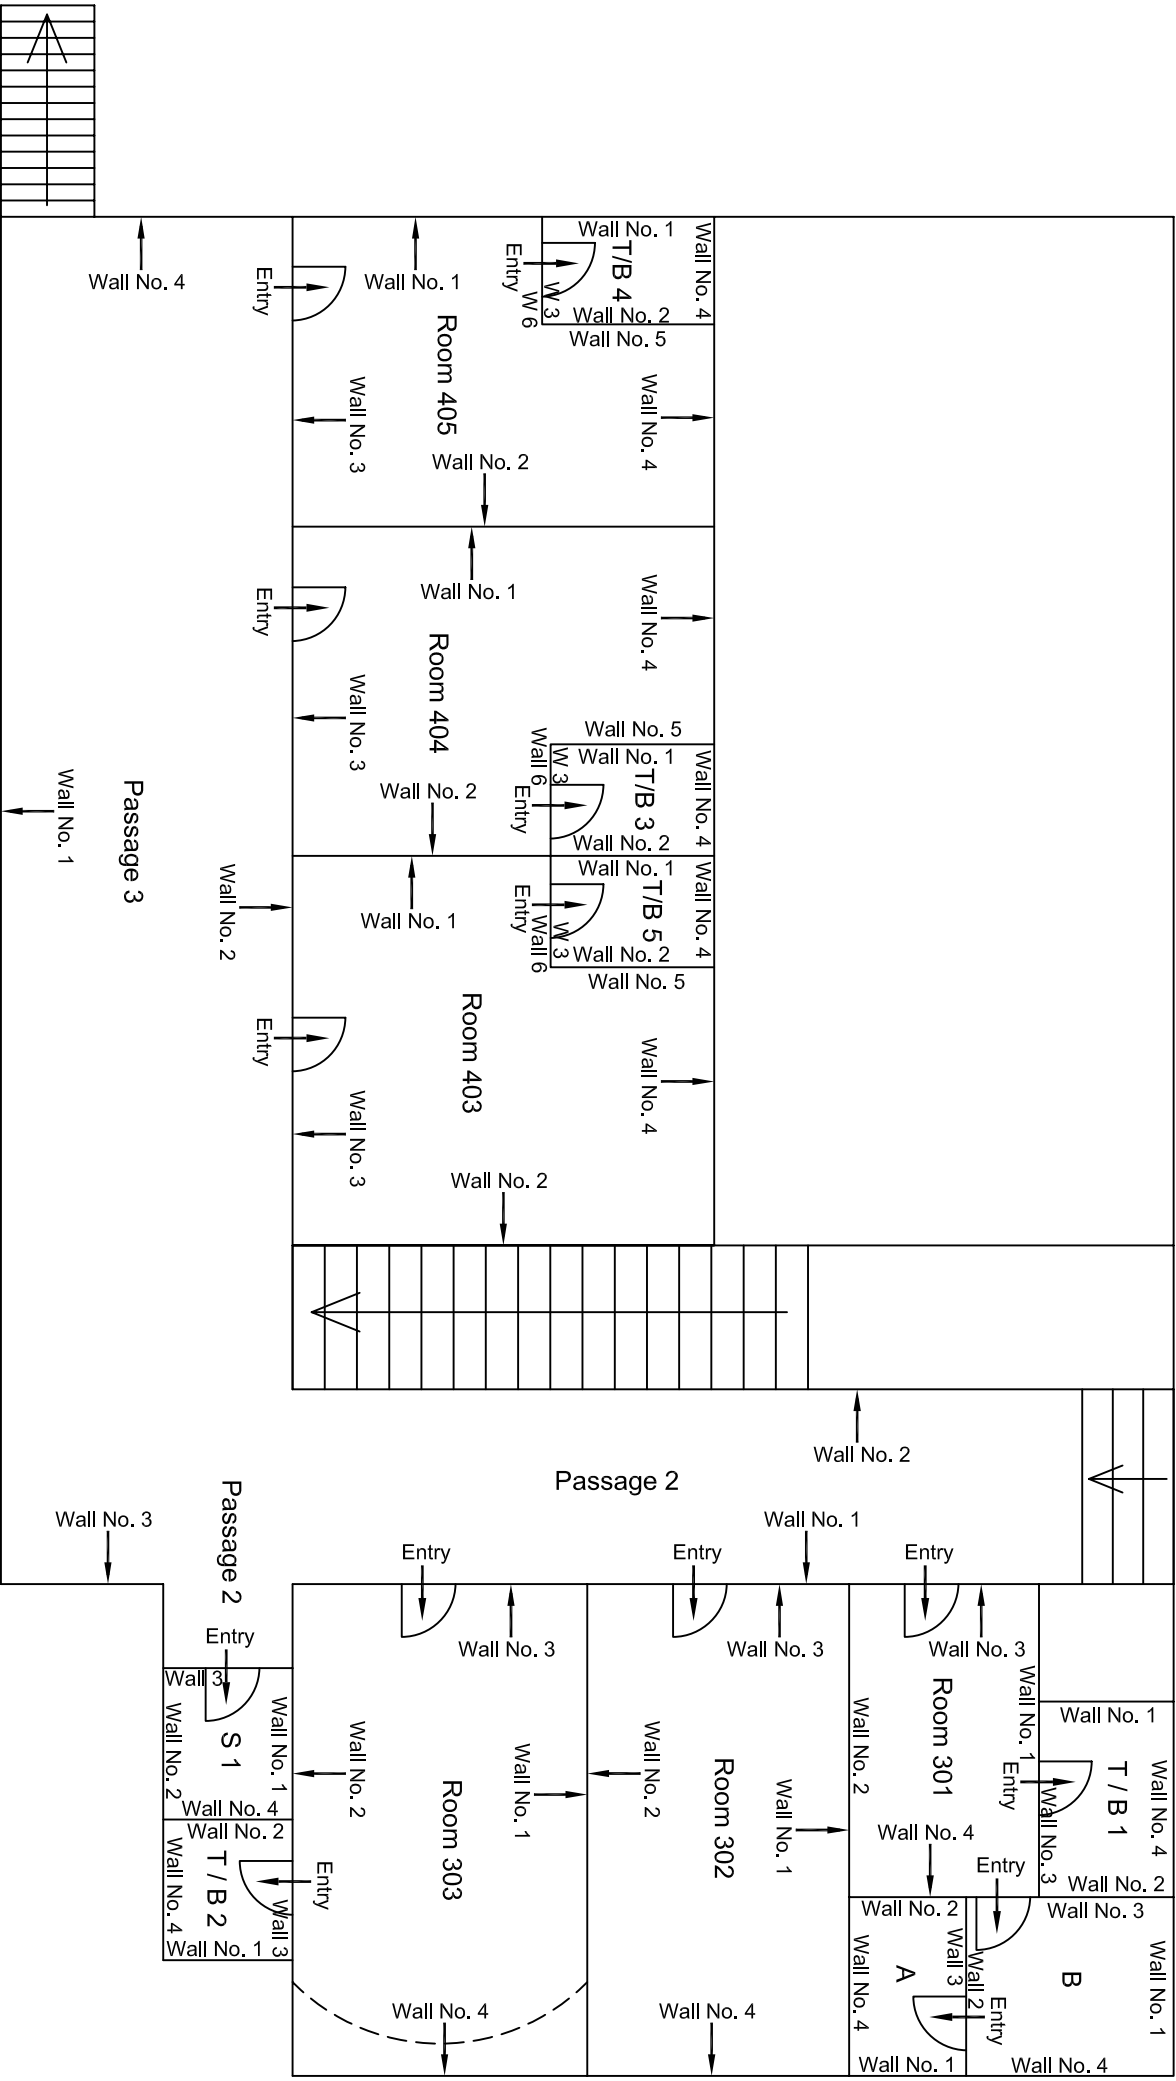 Wall No. 1
Wall No. 4
T/B 4
Entry
W 3
W 6
Wall No. 2
Wall No. 5
Wall No. 4
Entry
Wall No. 1
Room 405
Wall No. 4
Wall No. 3
Wall No. 2
Wall No. 1
Wall No. 4
Entry
Room 404
Wall No. 3
Wall No. 5
Wall No. 1
Wall No. 4
T/B 3
Wall 6
W 3
Entry
Wall No. 2
Wall No. 2
Wall No. 1
Wall No. 4
T/B 5
Entry
Wall 6
W 3
Wall No. 2
Wall No. 5
Wall No. 1
Room 403
Entry
Wall No. 4
Wall No. 3
Wall No. 2
Passage 3
Wall No. 1
Wall No. 2
Wall No. 2
Passage 2
Passage 2
Wall No. 3
Wall No. 1
Entry
Entry
Entry
Wall No. 3
Wall No. 3
Wall No. 3
Entry
Wall 3
Wall No. 1
S 1
Wall No. 2
Wall No. 4
Wall No. 2
T / B 2
Entry
Wall No. 4
Wall 3
Wall No. 1
Wall No. 2
Room 303
Wall No. 1
Wall No. 4
Wall No. 2
Room 302
Wall No. 1
Wall No. 4
Wall No. 2
Room 301
Wall No. 1
Wall No. 4
Wall No. 1
Entry
T / B 1
Wall No. 4
Wall No. 3
Wall No. 2
Entry
Wall No. 2
Wall 3
A
Wall No. 4
Wall No. 1
Wall No. 3
Wall 2
B
Entry
Wall No. 1
Wall No. 4